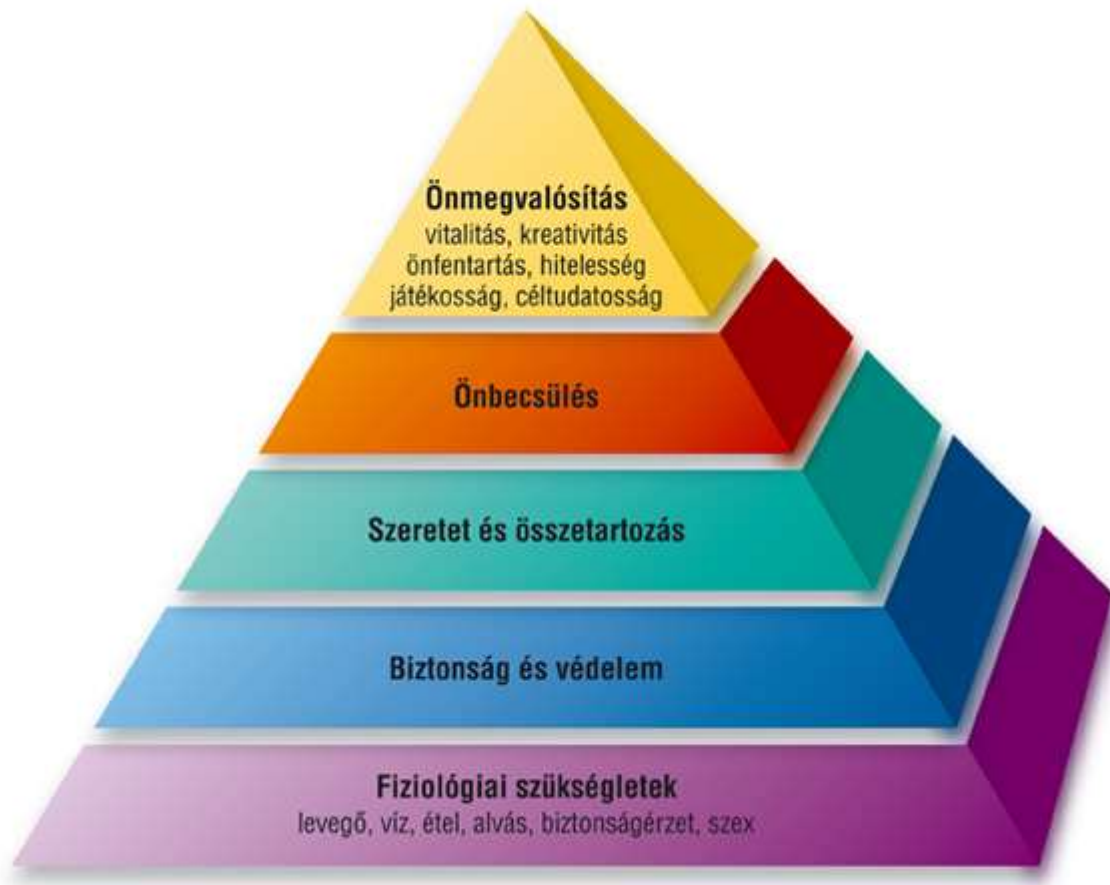 Önmegvalósítás
vitalitás, kreativitás
önfentartás, hitelesség
játékosság, céltudatosság
Önbecsülés
Szeretet és összetartozás
Biztonság és védelem
Fiziológiai szükségletek
levegő, víz, étel, alvás, biztonságérzet, szex